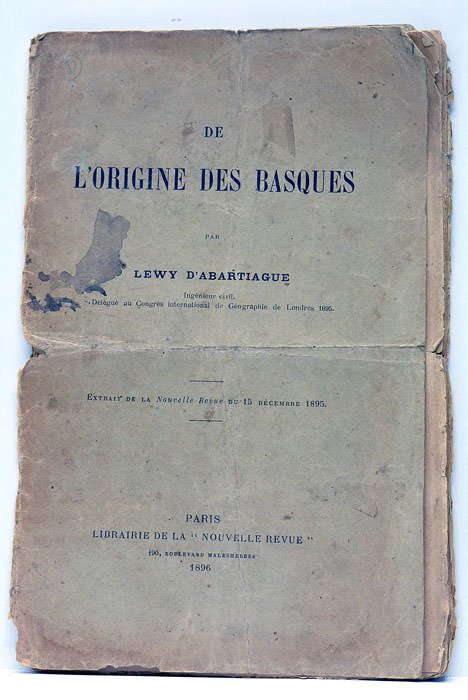 DE
L'ORIGINE DES BASQUES
PAR
LEWY D'ABARTIAGUE
Ingénieur civil.
Délégué au Congrès international de Géographie de Londres 1895.
EXTRAIT DE LA Nouvelle Revue DU 15 DÉCEMBRE 1895.
PARIS
LIBRAIRIE DE LA "NOUVELLE REVUE"
190, BOULEVARD MALESHERBES
1896